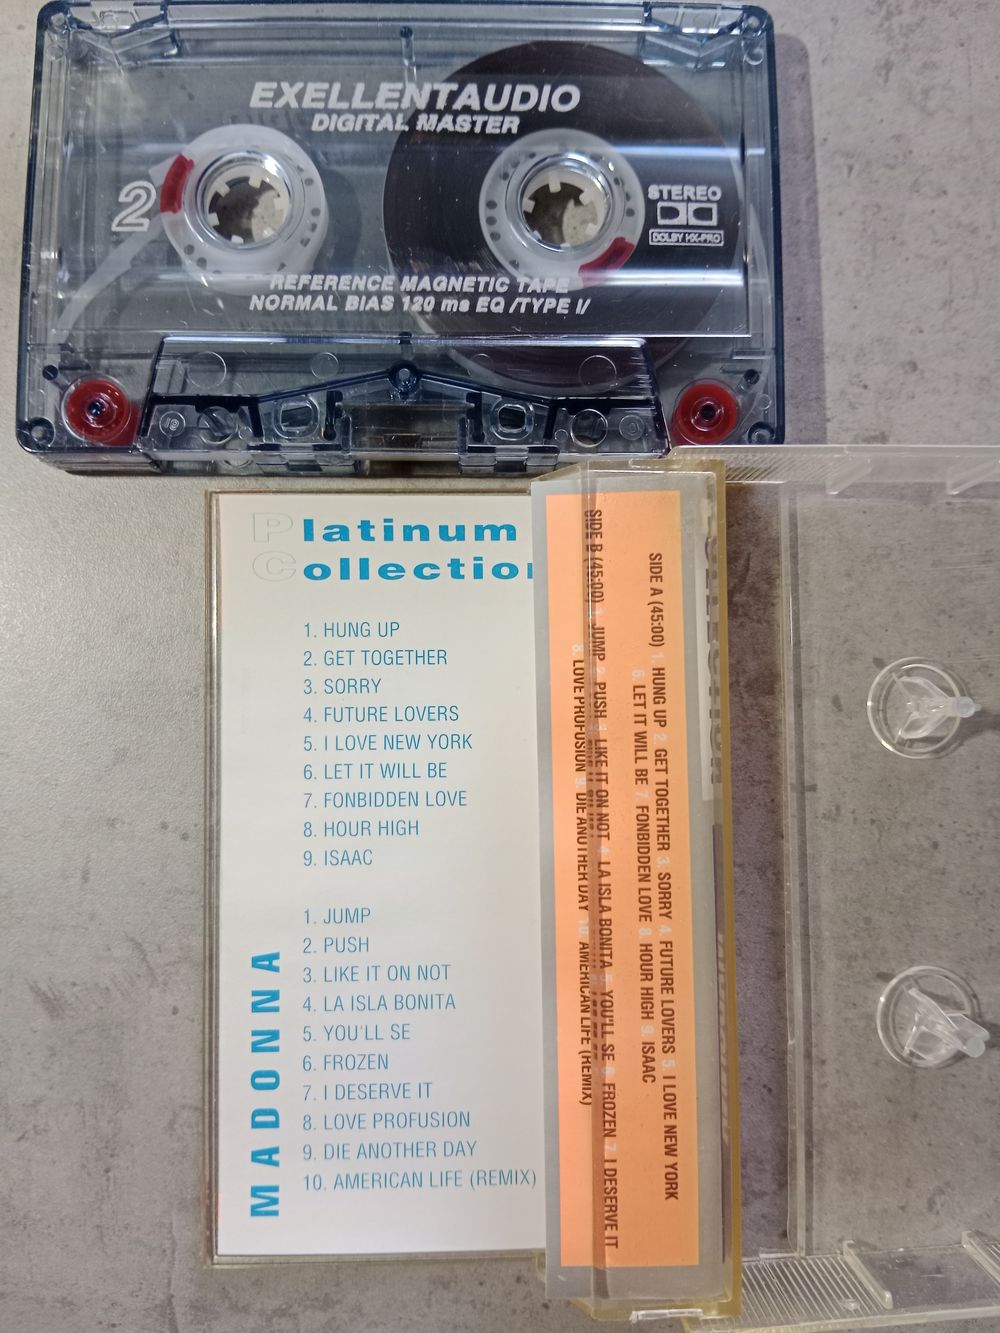 EXELLENTAUDIO
DIGITAL MASTER
2
STEREO
DOLBY HX-PRO
REFERENCE MAGNETIC TAPE
NORMAL BIAS 120 ms EQ /TYPE I/
Platinum
Collection
1. HUNG UP
2. GET TOGETHER
3. SORRY
4. FUTURE LOVERS
5. I LOVE NEW YORK
6. LET IT WILL BE
7. FONBIDDEN LOVE
8. HOUR HIGH
9. ISAAC
1. JUMP
2. PUSH
3. LIKE IT ON NOT
4. LA ISLA BONITA
5. YOU'LL SE
6. FROZEN
7. I DESERVE IT
8. LOVE PROFUSION
9. DIE ANOTHER DAY
10. AMERICAN LIFE (REMIX)
MADONNA
SIDE A (45:00) 1. HUNG UP 2. GET TOGETHER 3. SORRY 4. FUTURE LOVERS 5. I LOVE NEW YORK
6. LET IT WILL BE 7. FONBIDDEN LOVE 8. HOUR HIGH 9. ISAAC
SIDE B (45:00) 1. JUMP 2. PUSH 3. LIKE IT ON NOT 4. LA ISLA BONITA 5. YOU'LL SE 6. FROZEN 7. I DESERVE IT
8. LOVE PROFUSION 9. DIE ANOTHER DAY 10. AMERICAN LIFE (REMIX)